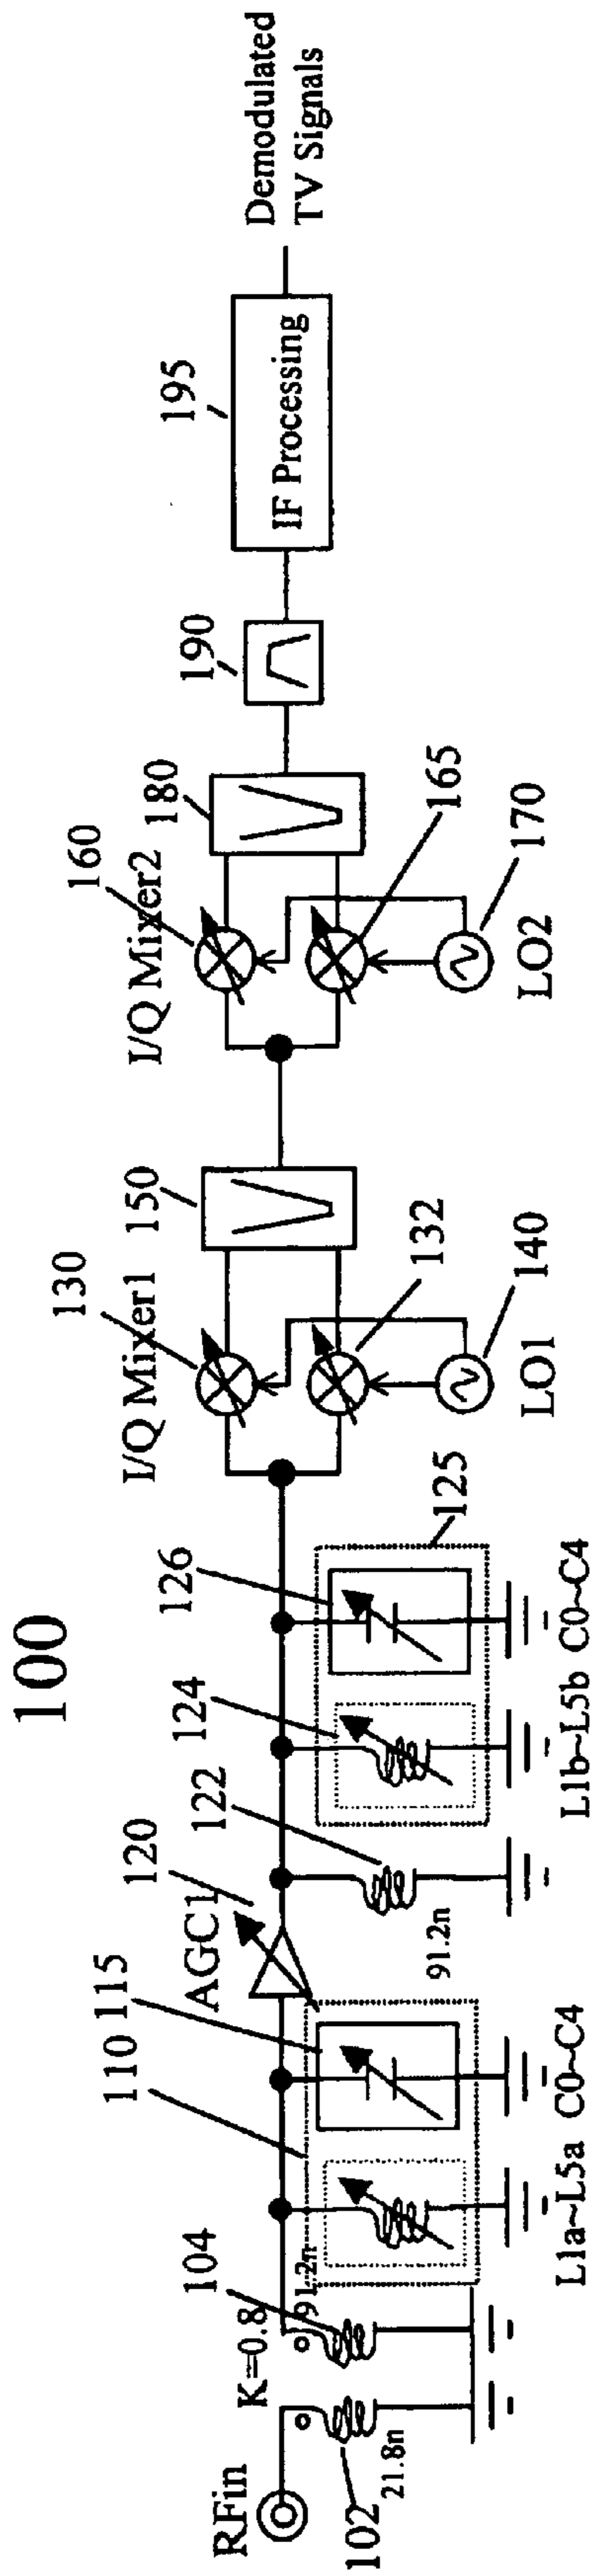 100
RFin
102
21.8n
K=0.8
104
91.2n
110
115
L1a~L5a C0~C4
AGC1
120
122
91.2n
124
126
125
L1b~L5b C0~C4
I/Q Mixer1
130
132
140
LO1
150
I/Q Mixer2
160
165
170
LO2
180
190
195
IF Processing
Demodulated
TV Signals